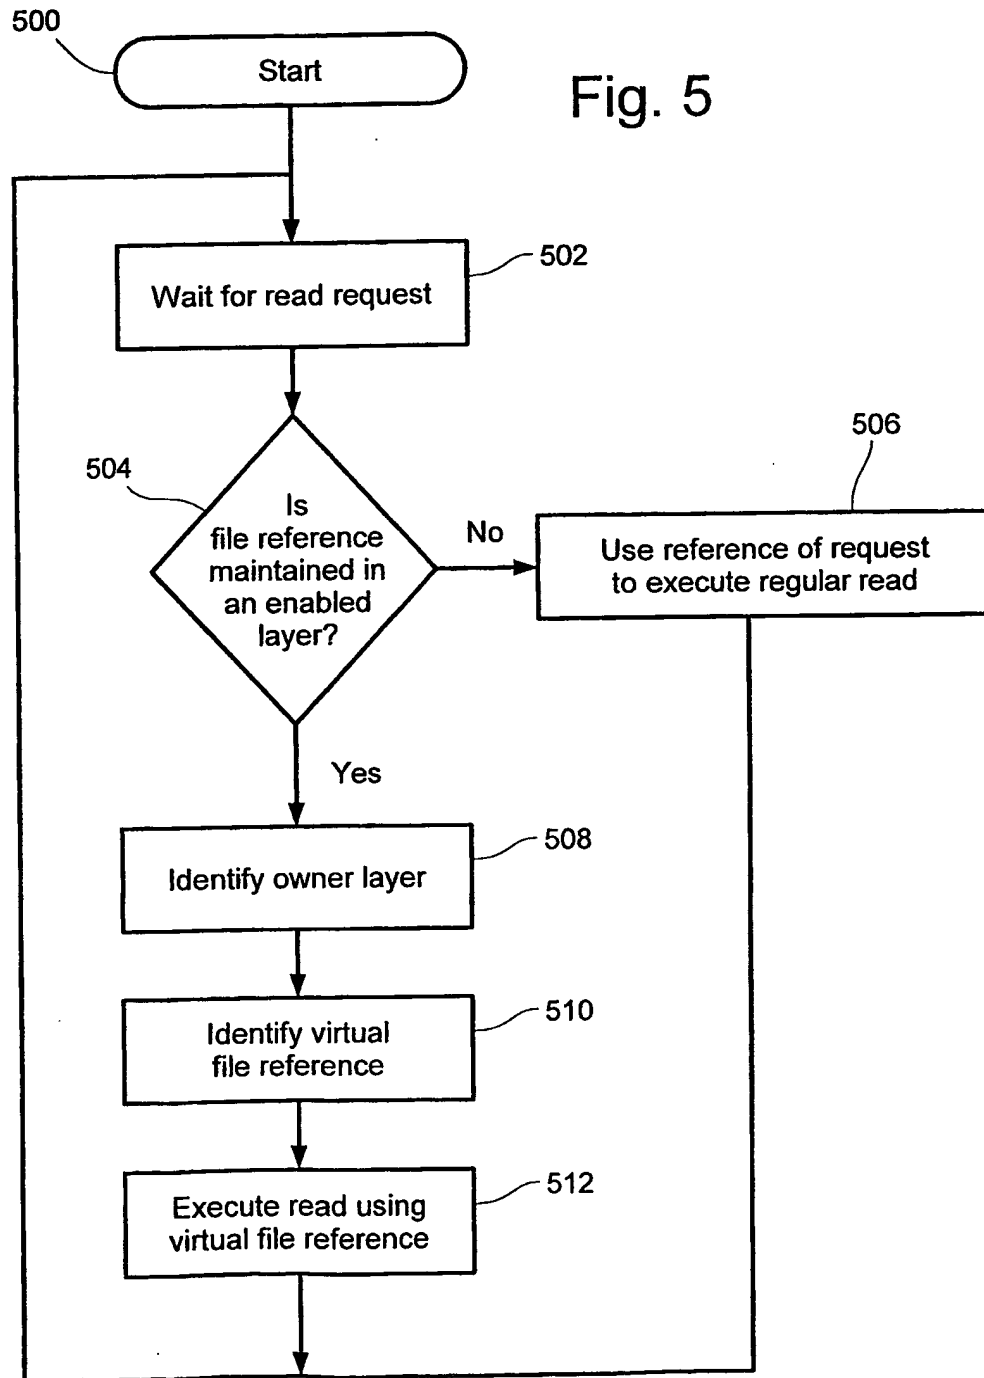 500
Start
Fig. 5
Wait for read request
502
504
Is
file reference
maintained in
an enabled
layer?
No
506
Use reference of request
to execute regular read
Yes
Identify owner layer
508
Identify virtual
file reference
510
Execute read using
virtual file reference
512